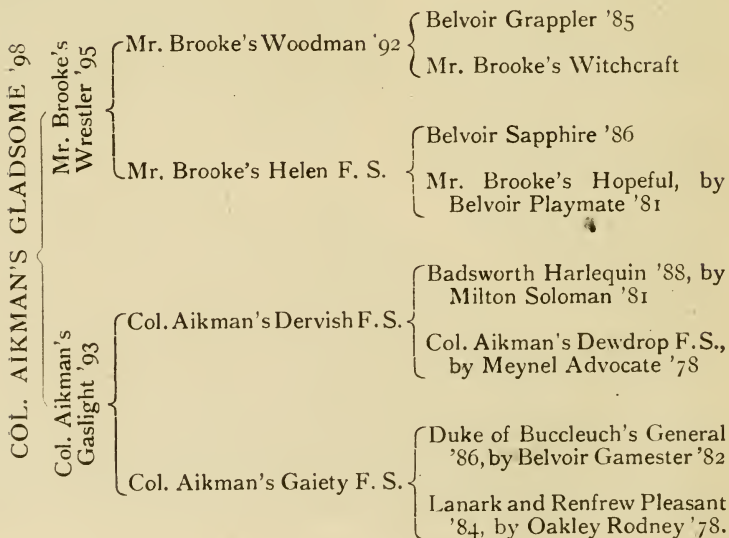 COL. AIKMAN'S GLADSOME '98
Mr. Brooke's
Wrestler '95
Mr. Brooke's Woodman '92
Belvoir Grappler '85
Mr. Brooke's Witchcraft
Mr. Brooke's Helen F. S.
Belvoir Sapphire '86
Mr. Brooke's Hopeful, by
Belvoir Playmate '81
Col. Aikman's
Gaslight '93
Col. Aikman's Dervish F. S.
Badsworth Harlequin '88, by
Milton Soloman '81
Col. Aikman's Dewdrop F. S.,
by Meynel Advocate '78
Col. Aikman's Gaiety F. S.
Duke of Buccleuch's General
'86, by Belvoir Gamester '82
Lanark and Renfrew Pleasant
'84, by Oakley Rodney '78.